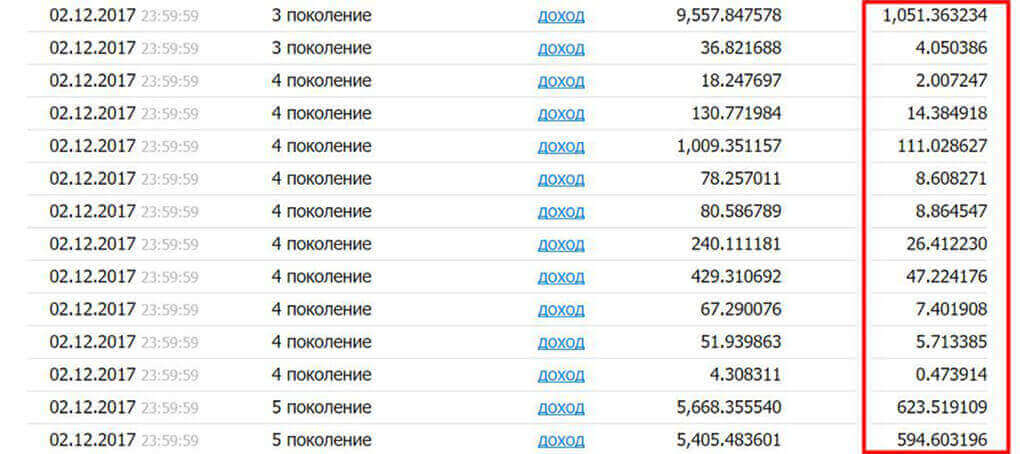 02.12.2017 23:59:59 3 поколение доход 9,557.847578 1,051.363234
02.12.2017 23:59:59 3 поколение доход 36.821688 4.050386
02.12.2017 23:59:59 4 поколение доход 18.247697 2.007247
02.12.2017 23:59:59 4 поколение доход 130.771984 14.384918
02.12.2017 23:59:59 4 поколение доход 1,009.351157 111.028627
02.12.2017 23:59:59 4 поколение доход 78.257011 8.608271
02.12.2017 23:59:59 4 поколение доход 80.586789 8.864547
02.12.2017 23:59:59 4 поколение доход 240.111181 26.412230
02.12.2017 23:59:59 4 поколение доход 429.310692 47.224176
02.12.2017 23:59:59 4 поколение доход 67.290076 7.401908
02.12.2017 23:59:59 4 поколение доход 51.939863 5.713385
02.12.2017 23:59:59 4 поколение доход 4.308311 0.473914
02.12.2017 23:59:59 5 поколение доход 5,668.355540 623.519109
02.12.2017 23:59:59 5 поколение доход 5,405.483601 594.603196